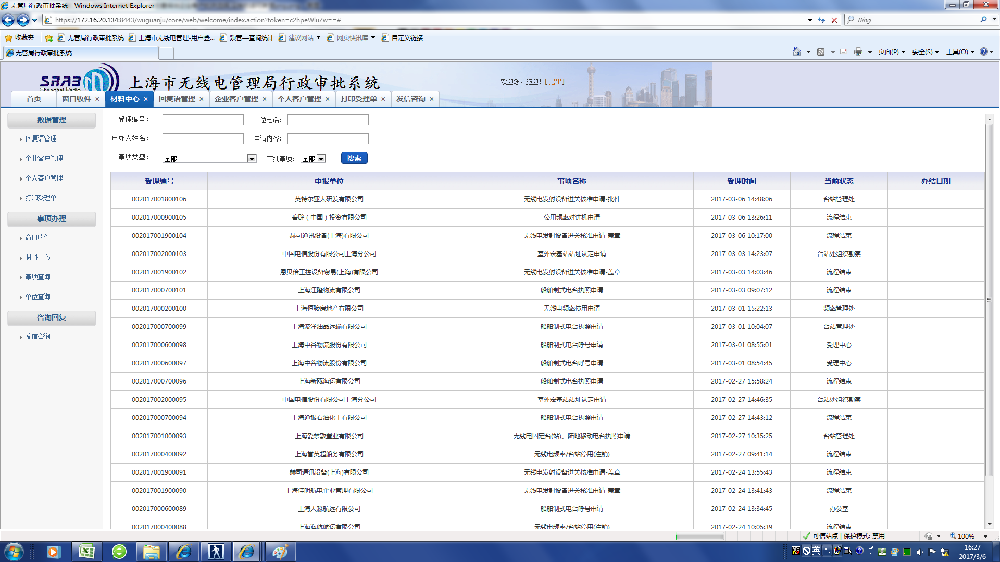 无管局行政审批系统 - Windows Internet Explorer
https://172.16.20.134:8443/wuguanju/core/web/welcome/index.action?token=c2hpeWluZw==#
Bing
收藏夹 无管局行政审批系统 上海市无线电管理-用户登... 频管—查询统计 建议网站 网页快讯库 自定义链接
无管局行政审批系统 页面(P) 安全(S) 工具(O)
SRAB 上海市无线电管理局行政审批系统
Shanghai Radio
欢迎您，施迎! [ 退出]
首页 窗口收件 × 材料中心 × 回复语管理 × 企业客户管理 × 个人客户管理 × 打印受理单 × 发信咨询 ×
数据管理
回复语管理
企业客户管理
个人客户管理
打印受理单
事项办理
窗口收件
材料中心
事项查询
单位查询
咨询回复
发信咨询
受理编号： 单位电话：
申办人姓名： 申请内容：
事项类型： 全部 审批事项： 全部 搜索
受理编号 申报单位 事项名称 受理时间 当前状态 办结日期
002017001800106 英特尔亚太研发有限公司 无线电发射设备进关核准申请-批件 2017-03-06 14:48:06 台站管理处
002017000900105 碧辟（中国）投资有限公司 公用频率对讲机申请 2017-03-06 13:26:11 流程结束
002017001900104 赫司通讯设备(上海)有限公司 无线电发射设备进关核准申请-盖章 2017-03-06 10:17:00 流程结束
002017002000103 中国电信股份有限公司上海分公司 室外宏基站站址认定申请 2017-03-03 14:23:07 台站处组织勘察
002017001900102 恩贝倍工控设备贸易(上海)有限公司 无线电发射设备进关核准申请-盖章 2017-03-03 14:03:46 流程结束
002017000700101 上海江隆物流有限公司 船舶制式电台执照申请 2017-03-03 09:07:12 流程结束
002017000200100 上海恒骏房地产有限公司 无线电频率使用申请 2017-03-01 15:22:13 频率管理处
002017000700099 上海波洋油品运输有限公司 船舶制式电台执照申请 2017-03-01 10:04:07 台站管理处
002017000600098 上海中谷物流股份有限公司 船舶制式电台呼号申请 2017-03-01 08:55:01 受理中心
002017000600097 上海中谷物流股份有限公司 船舶制式电台呼号申请 2017-03-01 08:54:45 受理中心
002017000700096 上海新瓯海运有限公司 船舶制式电台执照申请 2017-02-27 15:58:24 流程结束
002017002000095 中国电信股份有限公司上海分公司 室外宏基站站址认定申请 2017-02-27 14:46:35 台站处组织勘察
002017000700094 上海通银石油化工有限公司 船舶制式电台执照申请 2017-02-27 14:43:12 流程结束
002017001000093 上海爱梦敦置业有限公司 无线电固定台(站)、陆地移动电台执照申请 2017-02-27 10:35:25 台站管理处
002017000400092 上海誉英超船务有限公司 无线电频率/台站停用(注销) 2017-02-27 09:41:14 流程结束
002017001900091 赫司通讯设备(上海)有限公司 无线电发射设备进关核准申请-盖章 2017-02-24 13:55:43 流程结束
002017001900090 上海佳明航电企业管理有限公司 无线电发射设备进关核准申请-盖章 2017-02-24 13:41:43 流程结束
002017000600089 上海天淼航运有限公司 船舶制式电台呼号申请 2017-02-24 13:34:45 办公室
002017000400088 上海海航航运有限公司 无线电频率/台站停用(注销) 2017-02-24 10:05:39 流程结束
可信站点 | 保护模式: 禁用 100%
英
16:27
2017/3/6